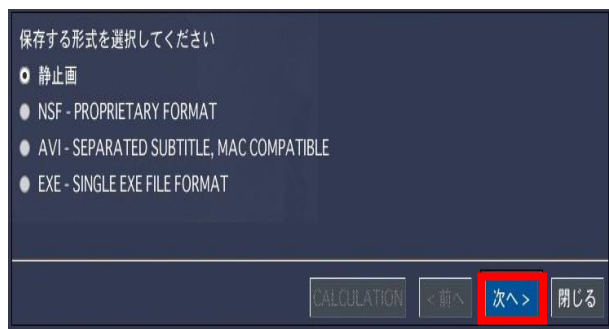 保存する形式を選択してください
静止画
NSF - PROPRIETARY FORMAT
AVI - SEPARATED SUBTITLE, MAC COMPATIBLE
EXE - SINGLE EXE FILE FORMAT
CALCULATION < 前へ 次へ > 閉じる